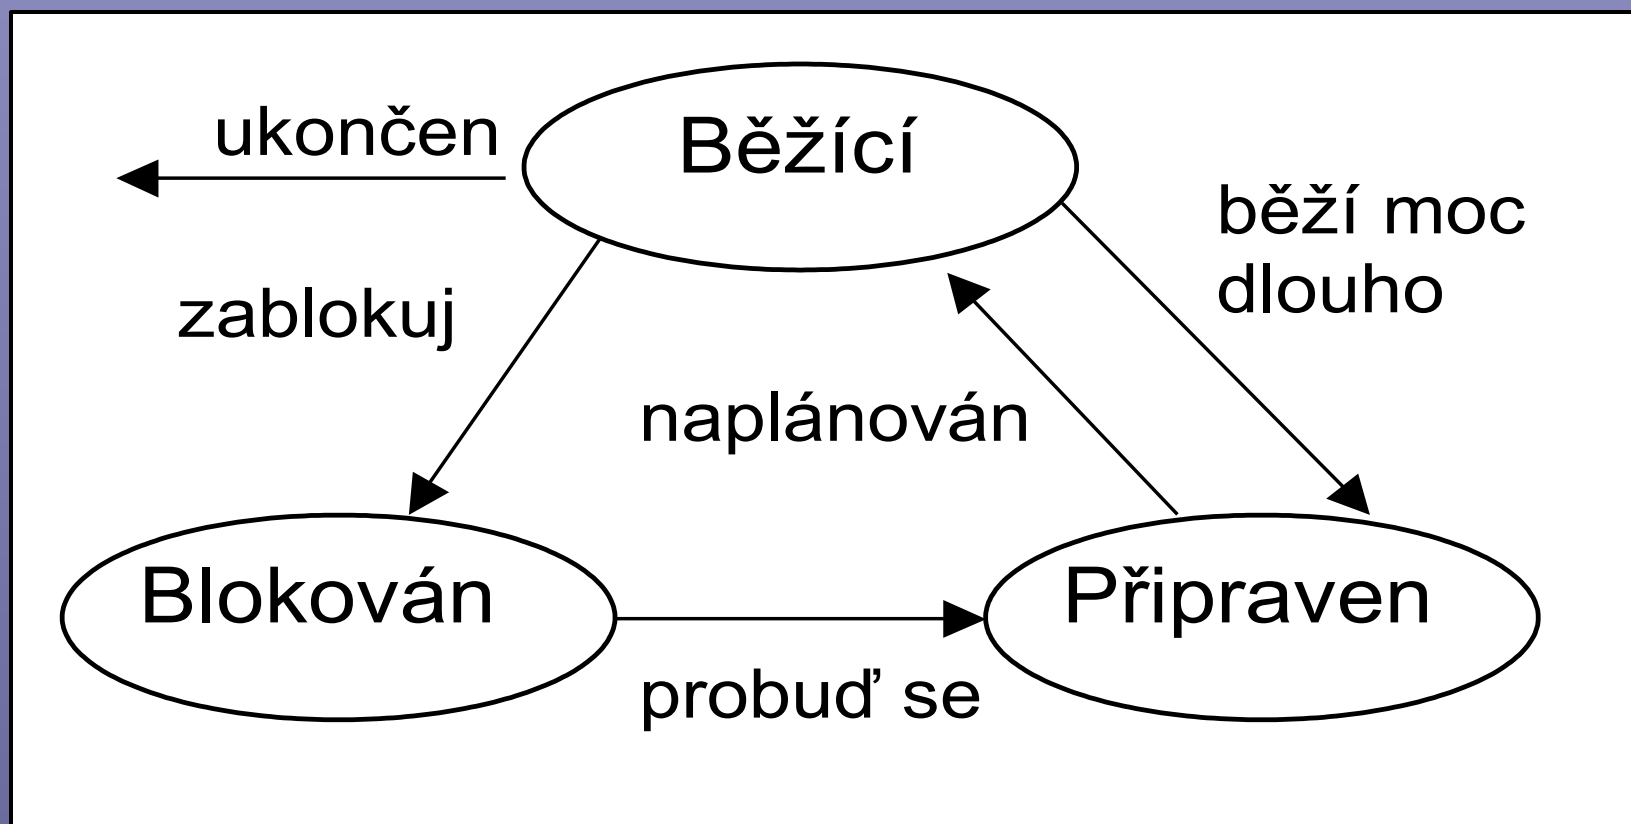 ukončen
Běžící
běží moc
dlouho
zablokuj
naplánován
Blokován
Připraven
probuď se